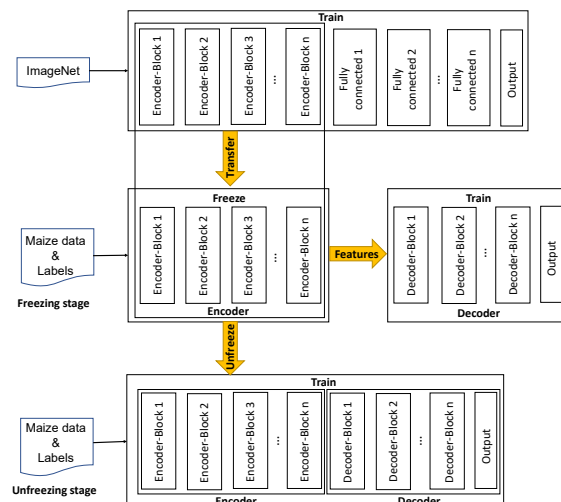 Train
ImageNet
Encoder-Block 1
Encoder-Block 2
Encoder-Block 3
...
Encoder-Block n
Fully connected 1
Fully connected 2
...
Fully connected n
Output
Transfer
Freeze
Maize data
&
Labels
Freezing stage
Encoder-Block 1
Encoder-Block 2
Encoder-Block 3
...
Encoder-Block n
Encoder
Features
Train
Decoder-Block 1
Decoder-Block 2
...
Decoder-Block n
Output
Decoder
Unfreeze
Train
Maize data
&
Labels
Unfreezing stage
Encoder-Block 1
Encoder-Block 2
Encoder-Block 3
...
Encoder-Block n
Encoder
Decoder-Block 1
Decoder-Block 2
...
Decoder-Block n
Output
Decoder